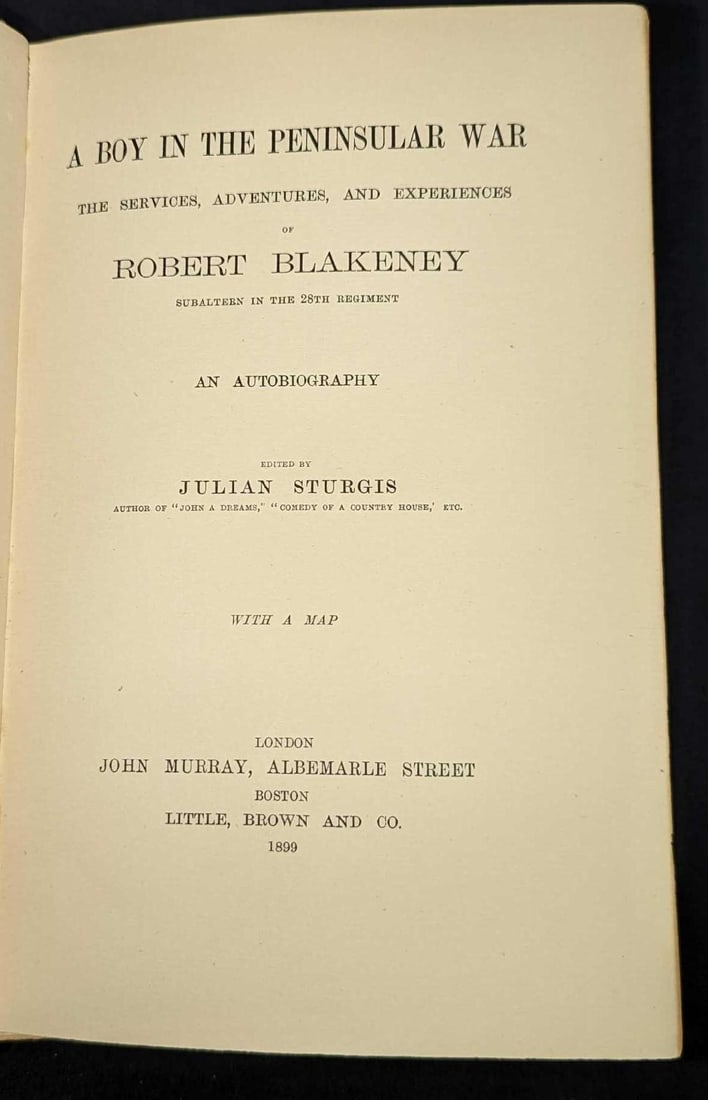 A BOY IN THE PENINSULAR WAR
THE SERVICES, ADVENTURES, AND EXPERIENCES
OF
ROBERT BLAKENEY
SUBALTERN IN THE 28TH REGIMENT
AN AUTOBIOGRAPHY
EDITED BY
JULIAN STURGIS
AUTHOR OF "JOHN A DREAMS," "COMEDY OF A COUNTRY HOUSE,' ETC.
WITH A MAP
LONDON
JOHN MURRAY, ALBEMARLE STREET
BOSTON
LITTLE, BROWN AND CO.
1899